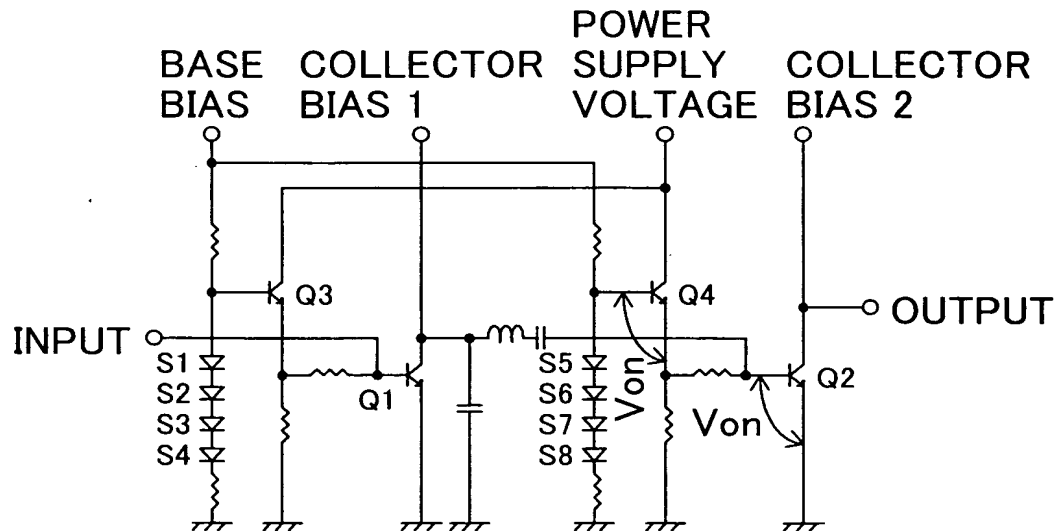 BASE BIAS
COLLECTOR BIAS 1
POWER SUPPLY VOLTAGE
COLLECTOR BIAS 2
Q3
Q4
INPUT
OUTPUT
S1
S2
S3
S4
Q1
S5
S6
S7
S8
Von
Q2
Von